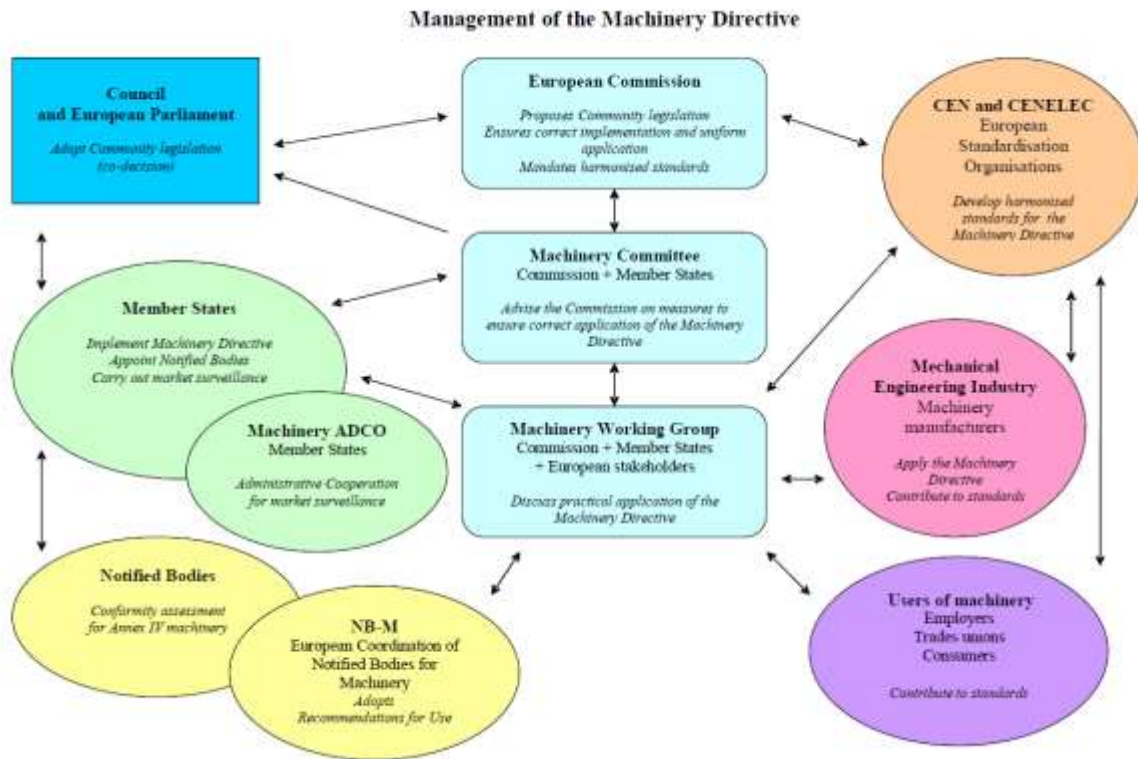 Management of the Machinery Directive
Council
and European Parliament
Adopt Community legislation
(co-decision)
European Commission
Proposes Community legislation
Ensures correct implementation and uniform
application
Mandates harmonised standards
CEN and CENELEC
European
Standardisation
Organisations
Develop harmonised
standards for the
Machinery Directive
Machinery Committee
Commission + Member States
Advise the Commission on measures to
ensure correct application of the Machinery
Directive
Member States
Implement Machinery Directive
Appoint Notified Bodies
Carry out market surveillance
Machinery ADCO
Member States
Administrative Cooperation
for market surveillance
Machinery Working Group
Commission + Member States
+ European stakeholders
Discuss practical application of the
Machinery Directive
Mechanical
Engineering Industry
Machinery
manufacturers
Apply the Machinery
Directive
Contribute to standards
Notified Bodies
Conformity assessment
for Annex IV machinery
NB-M
European Coordination of
Notified Bodies for
Machinery
Adopts
Recommendations for Use
Users of machinery
Employers
Trades unions
Consumers
Contribute to standards